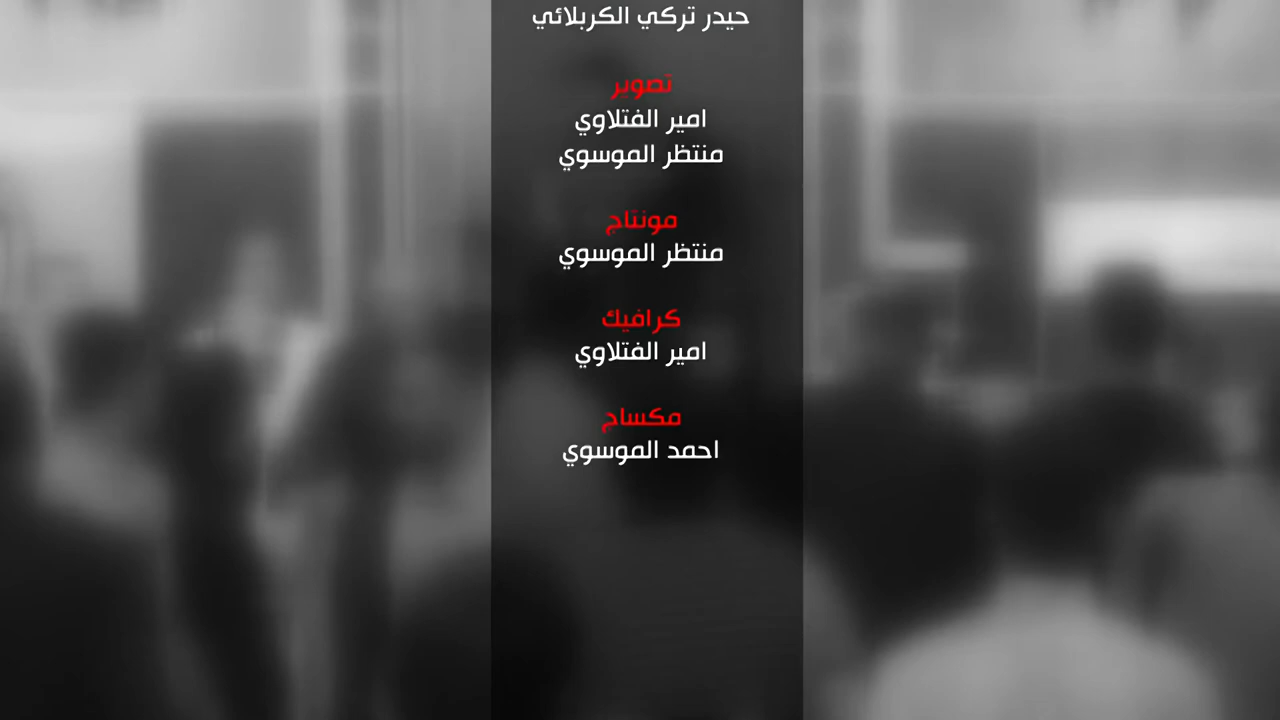 حيدر تركي الكربلائي
تصوير
امير الفتلاوي
منتظر الموسوي
مونتاج
منتظر الموسوي
كرافيك
امير الفتلاوي
مكساج
احمد الموسوي